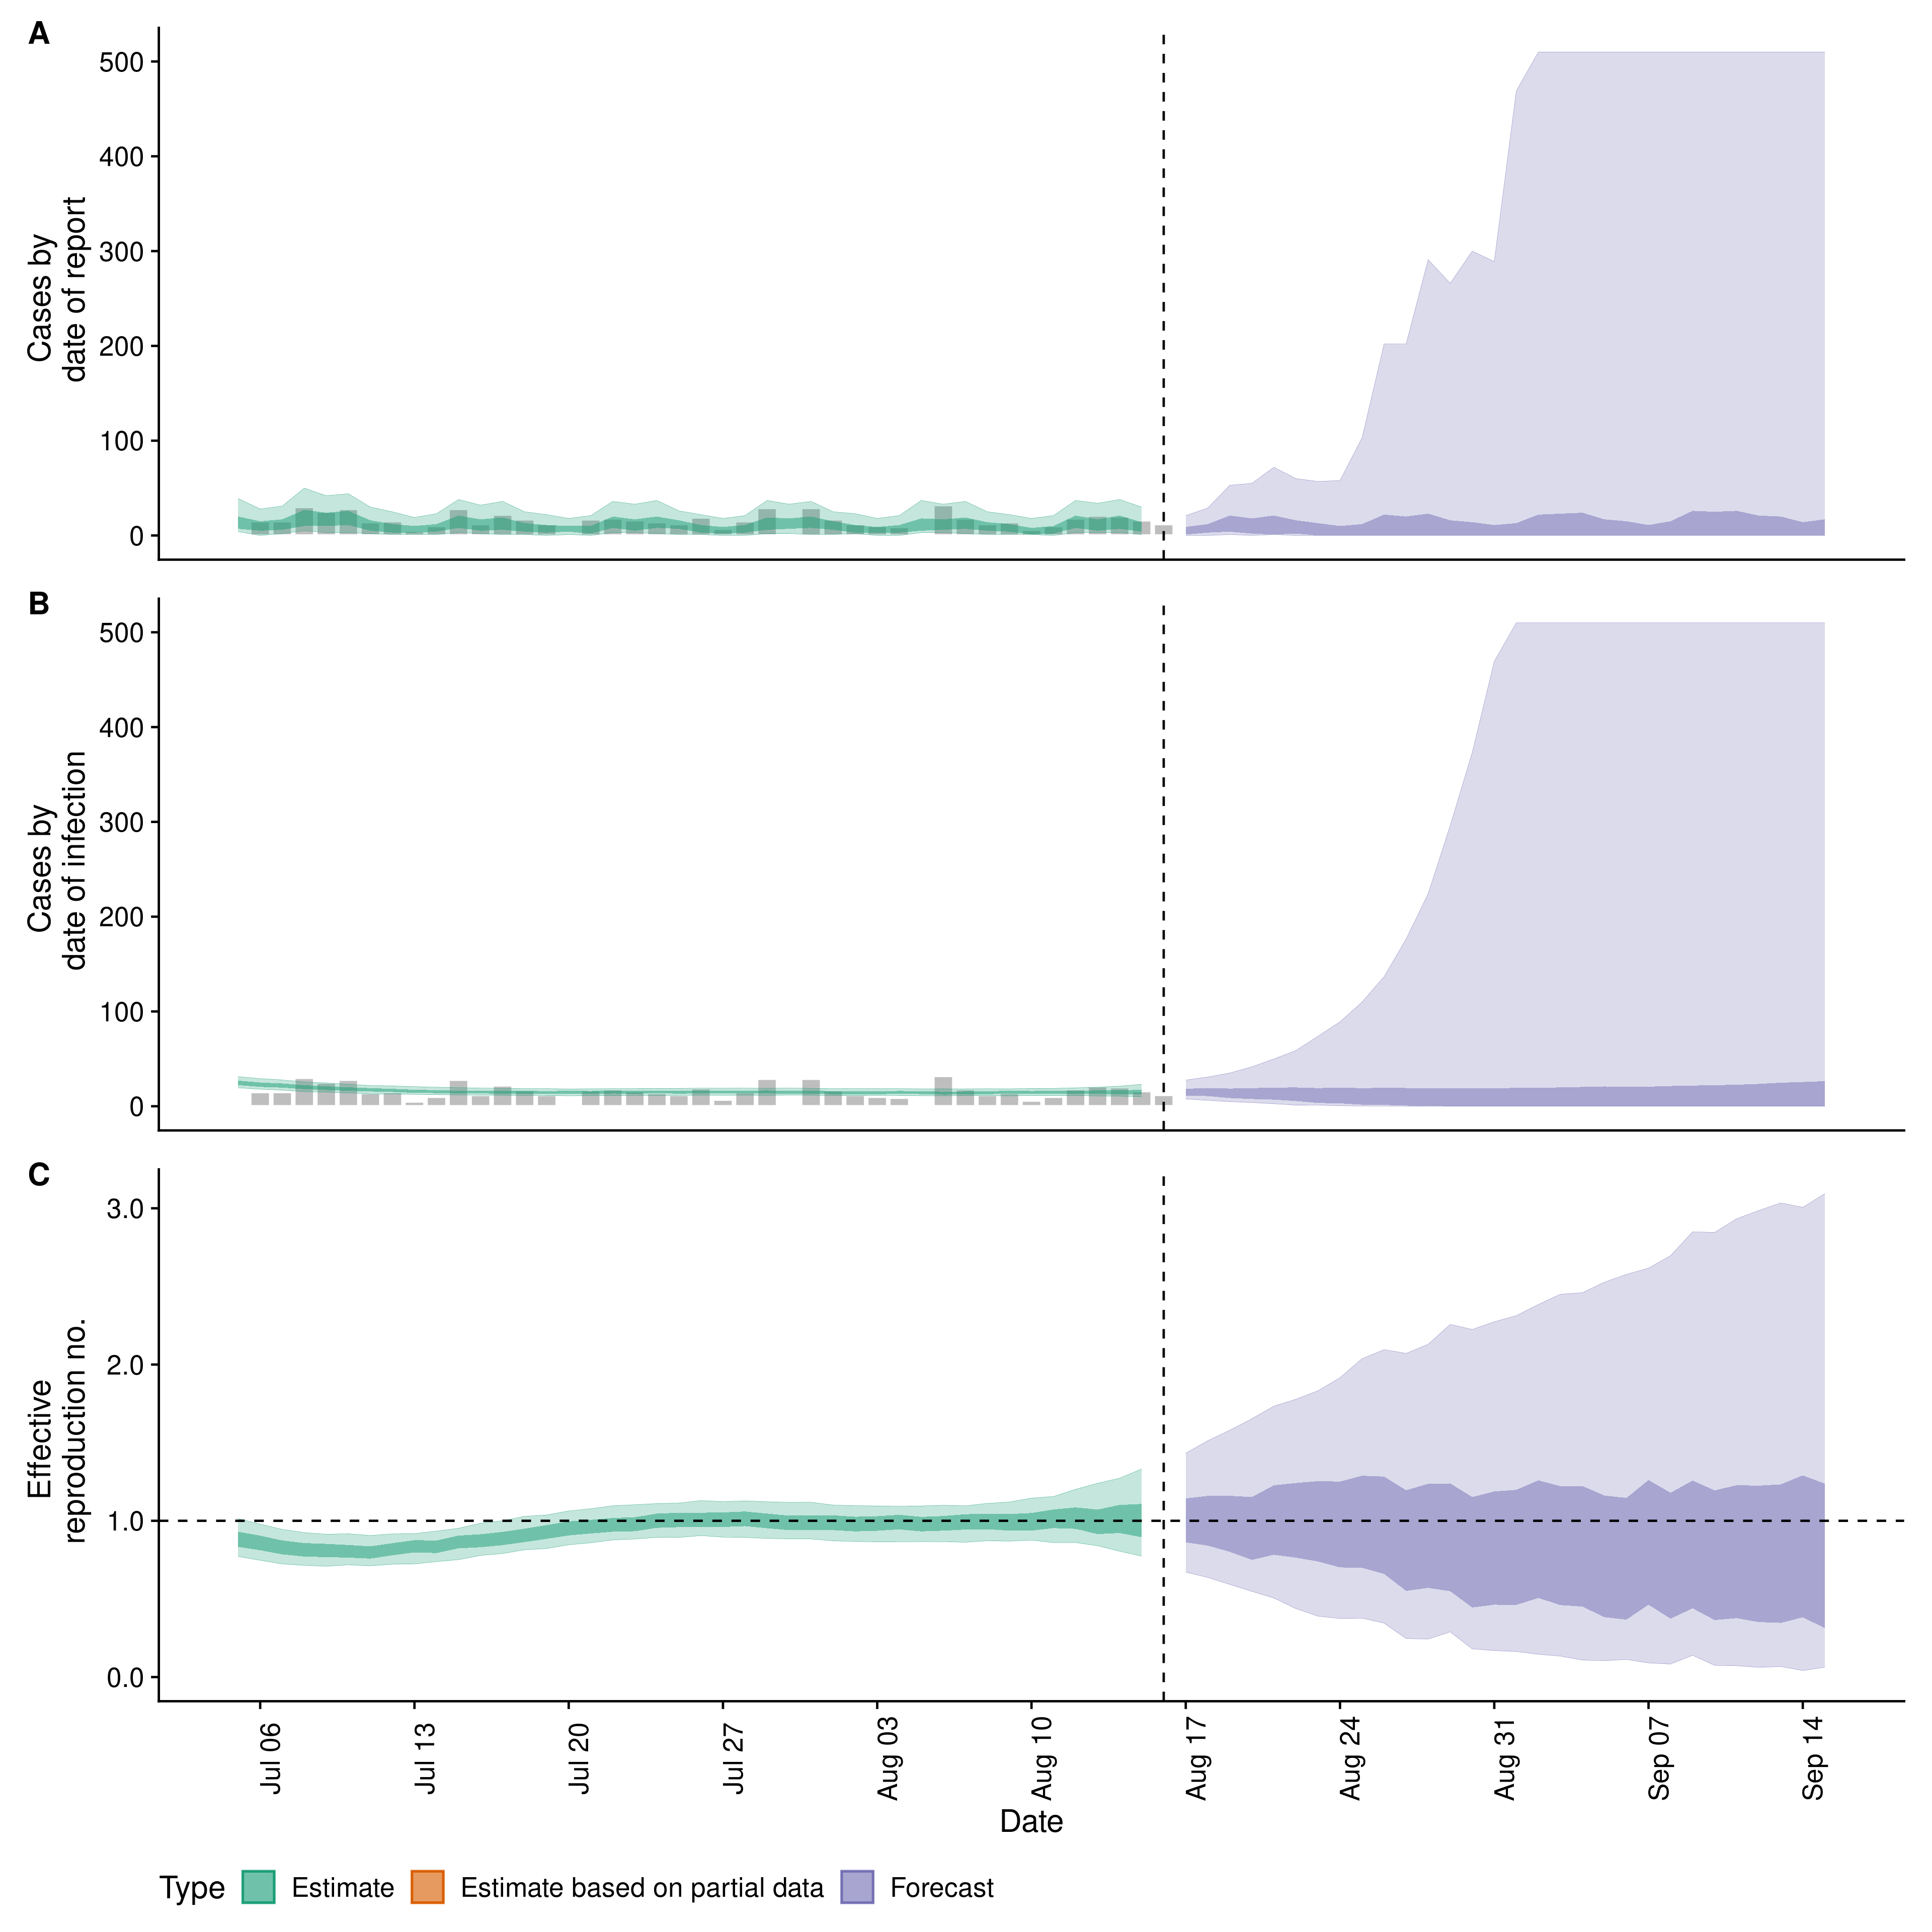 A
Cases by
date of report
500
400
300
200
100
0
B
Cases by
date of infection
500
400
300
200
100
0
C
Effective
reproduction no.
3.0
2.0
1.0
0.0
Jul 06
Jul 13
Jul 20
Jul 27
Aug 03
Aug 10
Aug 17
Aug 24
Aug 31
Sep 07
Sep 14
Date
Type Estimate Estimate based on partial data Forecast